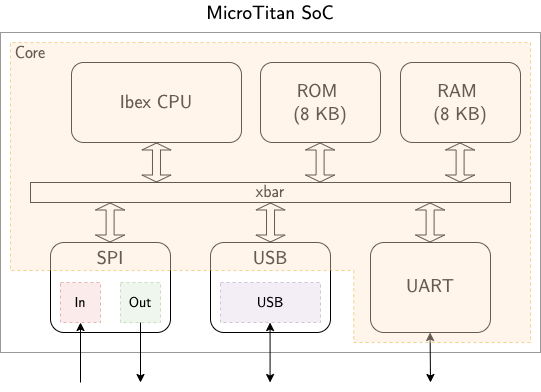 MicroTitan SoC
Core
Ibex CPU
ROM
(8 KB)
RAM
(8 KB)
xbar
SPI
USB
UART
In
Out
USB